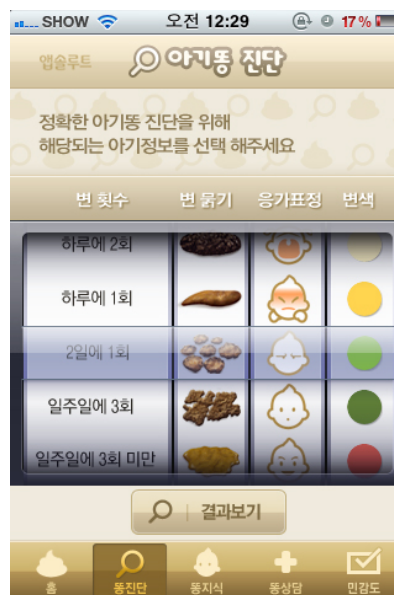 SHOW 오전 12:29 17%
앱솔루트 아기똥 진단
정확한 아기똥 진단을 위해
해당되는 아기정보를 선택 해주세요
변 횟수 변 묽기 응가표정 변색
하루에 2회
하루에 1회
2일에 1회
일주일에 3회
일주일에 3회 미만
결과보기
홈 똥진단 똥지식 똥상담 민감도